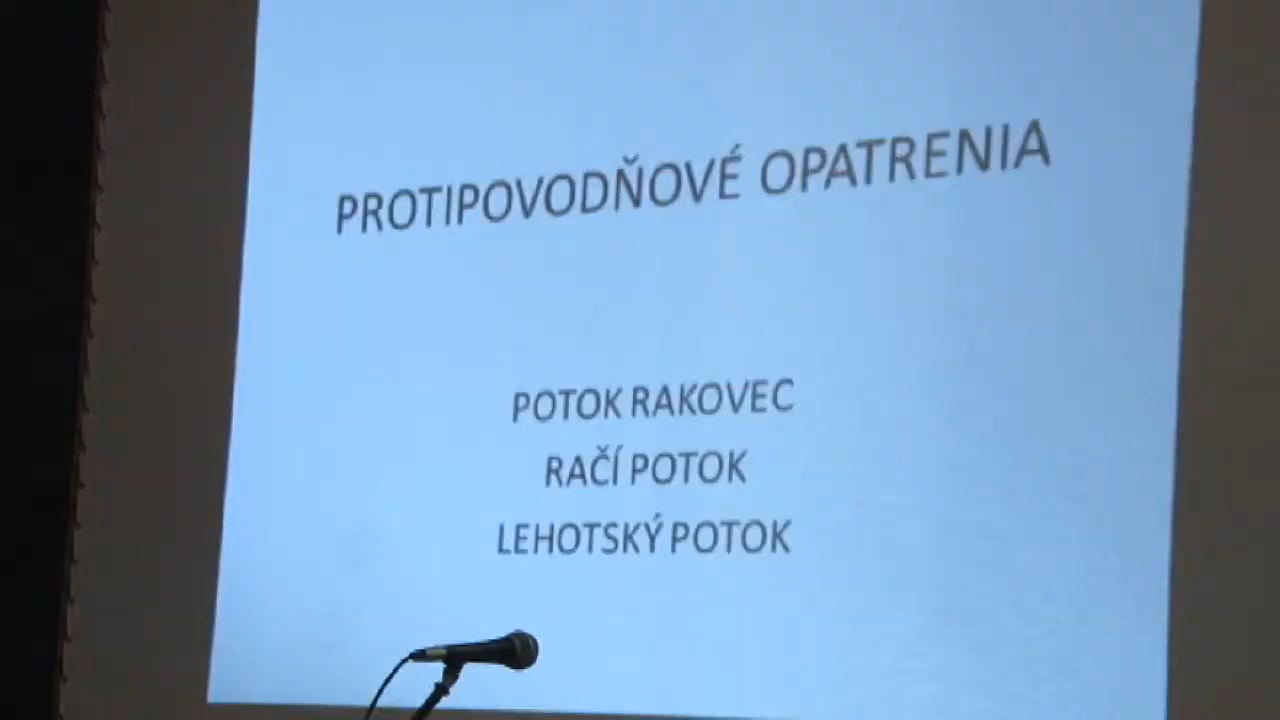 PROTIPOVODŇOVÉ OPATRENIA
POTOK RAKOVEC
RAČÍ POTOK
LEHOTSKÝ POTOK